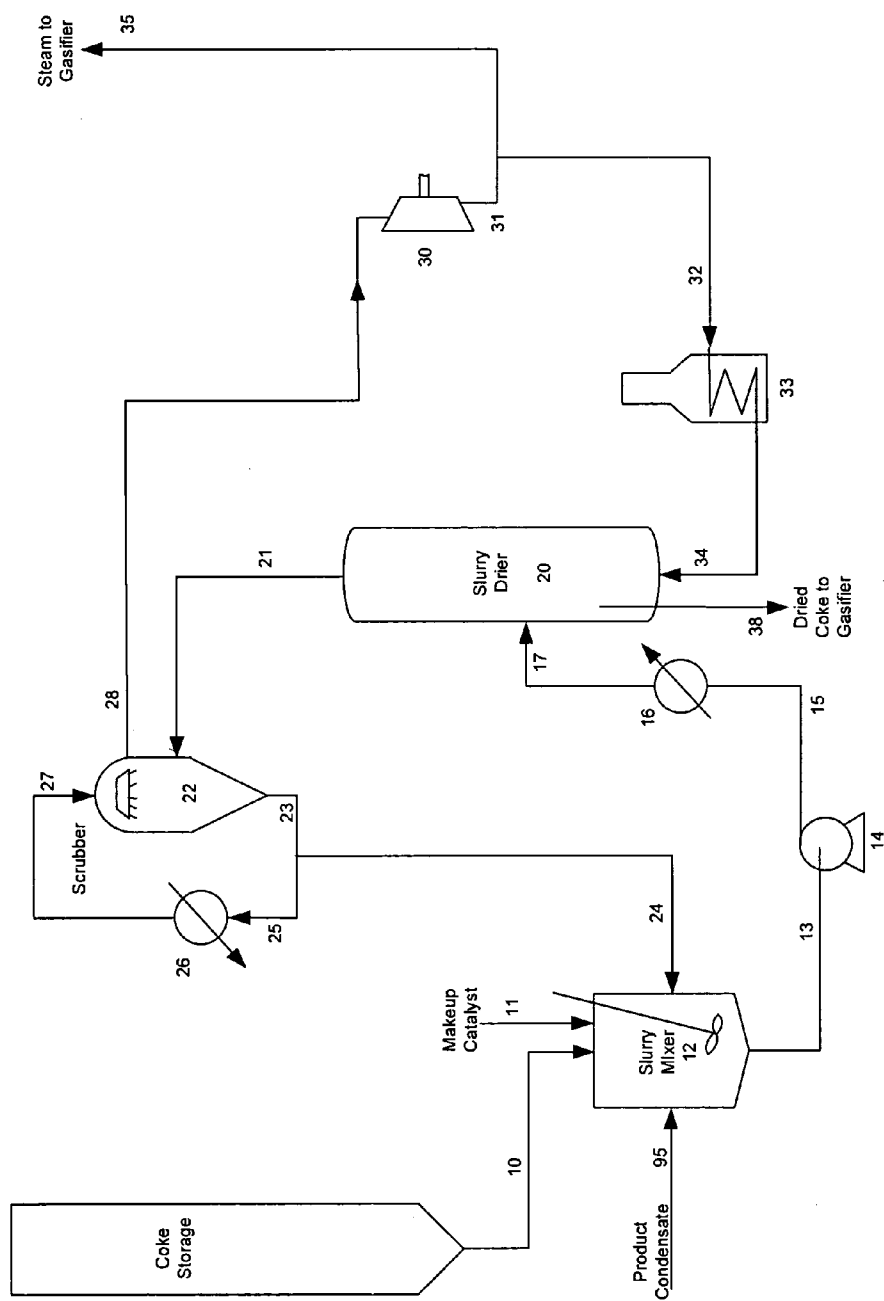 Coke
Storage
10
Product
Condensate
95
Makeup
Catalyst
11
Slurry
MIxer
12
13
14
15
16
17
Slurry
Drier
20
21
Scrubber
22
23
24
25
26
27
28
30
31
32
33
34
Steam to
Gasifier
35
38
Dried
Coke to
Gasifier